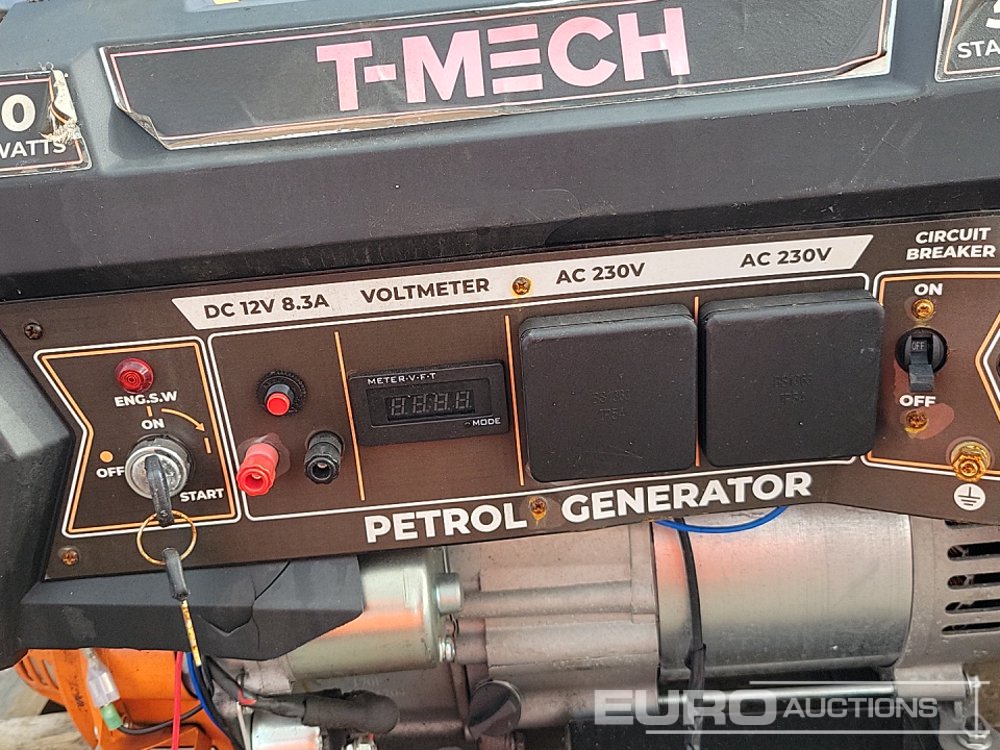 T-MECH
0
WATTS
STA
DC 12V 8.3A
VOLTMETER
AC 230V
AC 230V
CIRCUIT
BREAKER
ON
OFF
OFF
ENG.S.W
ON
OFF
START
METER·V·F·T
MODE
PETROL GENERATOR
EURO AUCTIONS